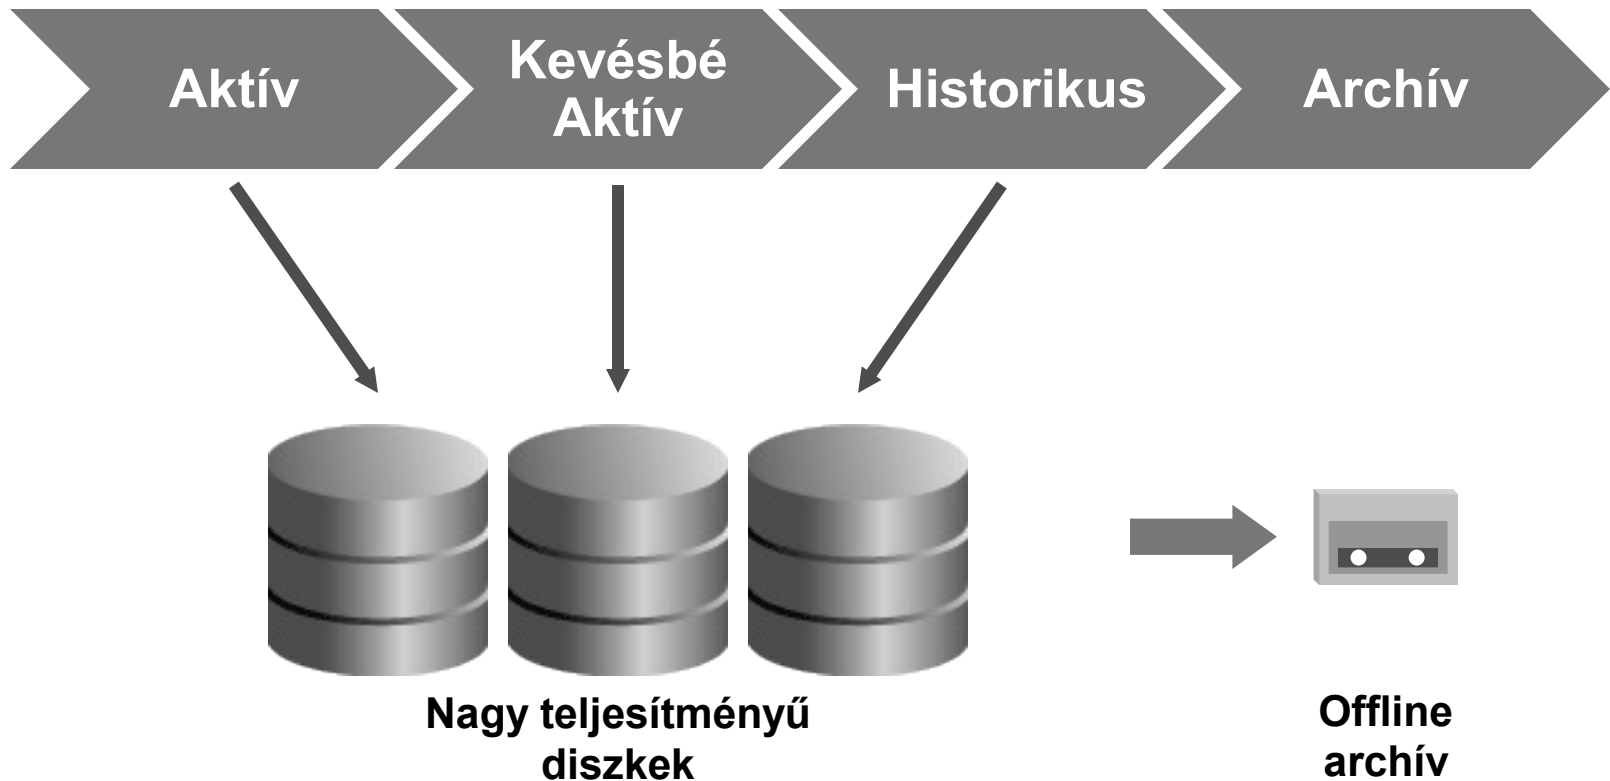 Aktív
Kevésbé
Aktív
Historikus
Archív
Nagy teljesítményű
diszkek
Offline
archív